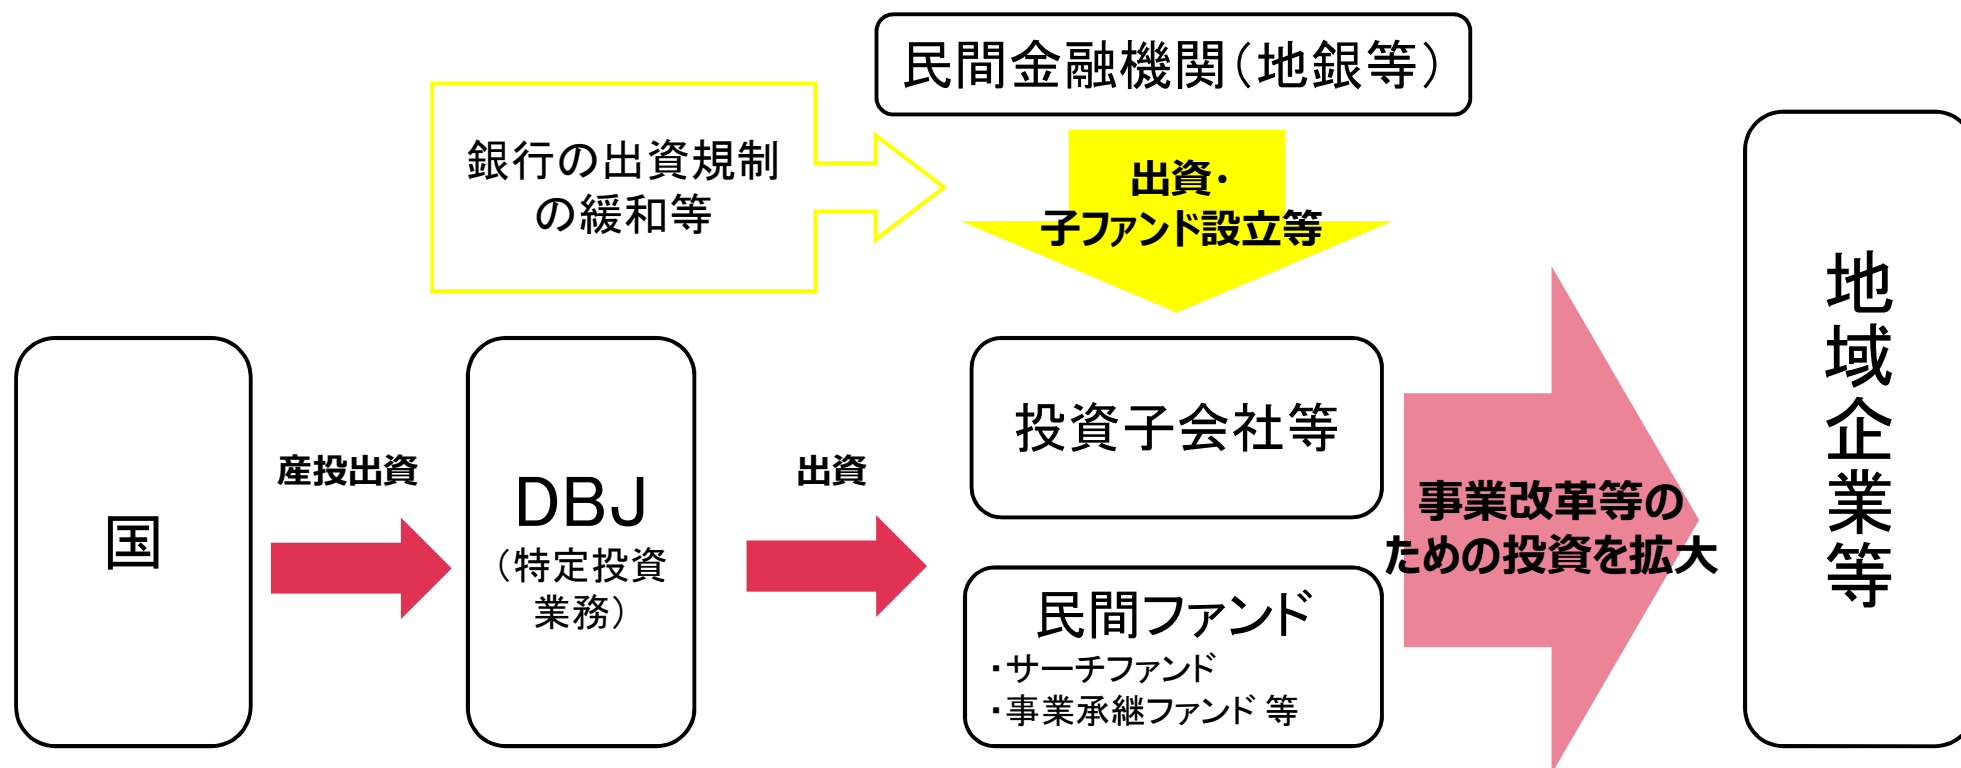 民間金融機関（地銀等）
銀行の出資規制
の緩和等
出資・
子ファンド設立等
国
産投出資
DBJ
（特定投資
業務）
出資
投資子会社等
民間ファンド
・サーチファンド
・事業承継ファンド 等
事業改革等の
ための投資を拡大
地域企業等